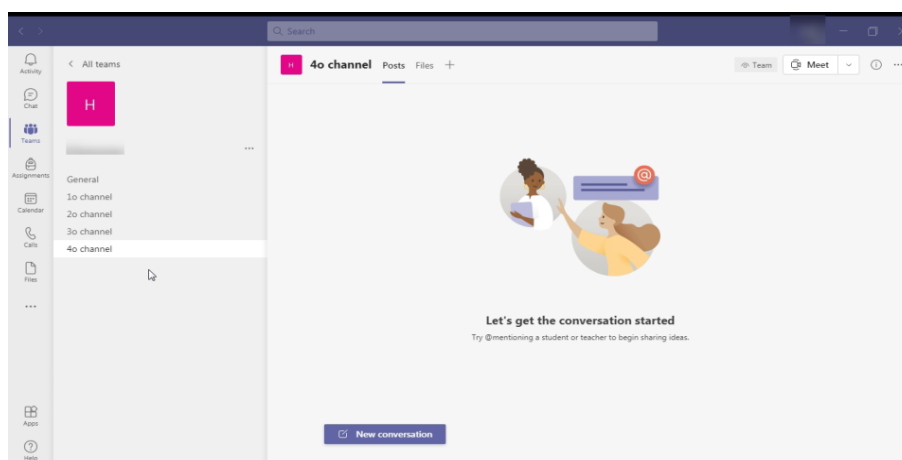 Search
Activity
Chat
Teams
Assignments
Calendar
Calls
Files
Apps
Help
All teams
H
General
1o channel
2o channel
3o channel
4o channel
H 4o channel Posts Files
Team Meet
@
Let's get the conversation started
Try @mentioning a student or teacher to begin sharing ideas.
New conversation